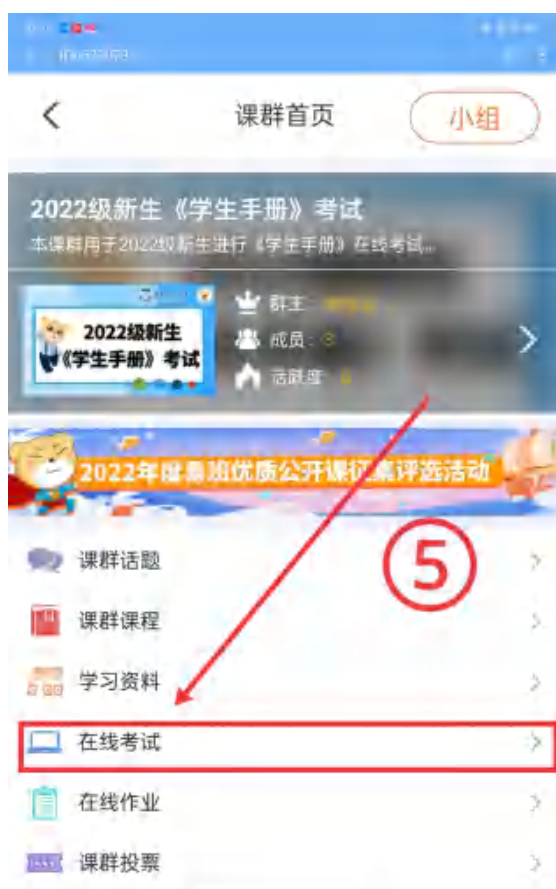 课群首页
小组
2022级新生《学生手册》考试
本课群用于2022级新生进行《学生手册》在线考试...
2022级新生
《学生手册》考试
群主:
成员:
活跃度:
2022年度奥班优质公开课征集评选活动
⑤
课群话题
课群课程
学习资料
在线考试
在线作业
课群投票